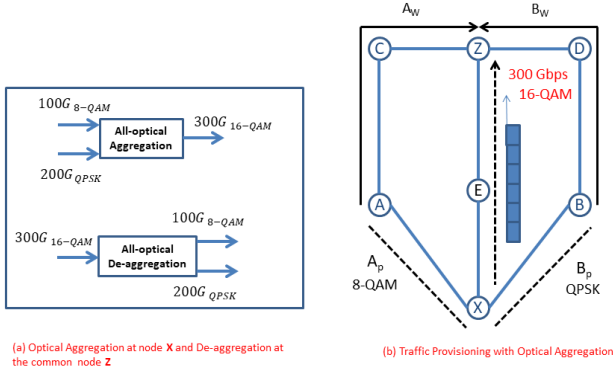 100G 8-QAM
200G QPSK
All-optical
Aggregation
300G 16-QAM
300G 16-QAM
All-optical
De-aggregation
100G 8-QAM
200G QPSK
(a) Optical Aggregation at node X and De-aggregation at
the common node Z
Aw Bw
C Z D
300 Gbps
16-QAM
A E B
Ap
8-QAM
Bp
QPSK
X
(b) Traffic Provisioning with Optical Aggregation